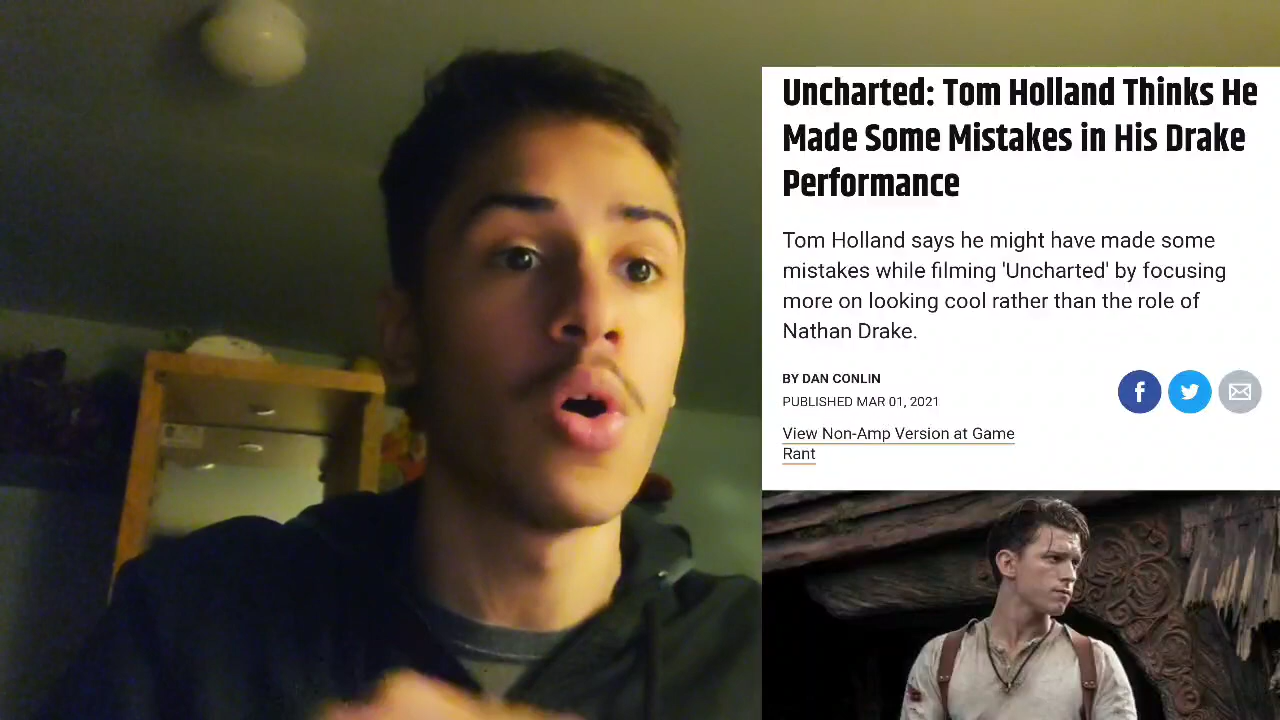 Uncharted: Tom Holland Thinks He
Made Some Mistakes in His Drake
Performance
Tom Holland says he might have made some
mistakes while filming 'Uncharted' by focusing
more on looking cool rather than the role of
Nathan Drake.
BY DAN CONLIN
PUBLISHED MAR 01, 2021
View Non-Amp Version at Game
Rant